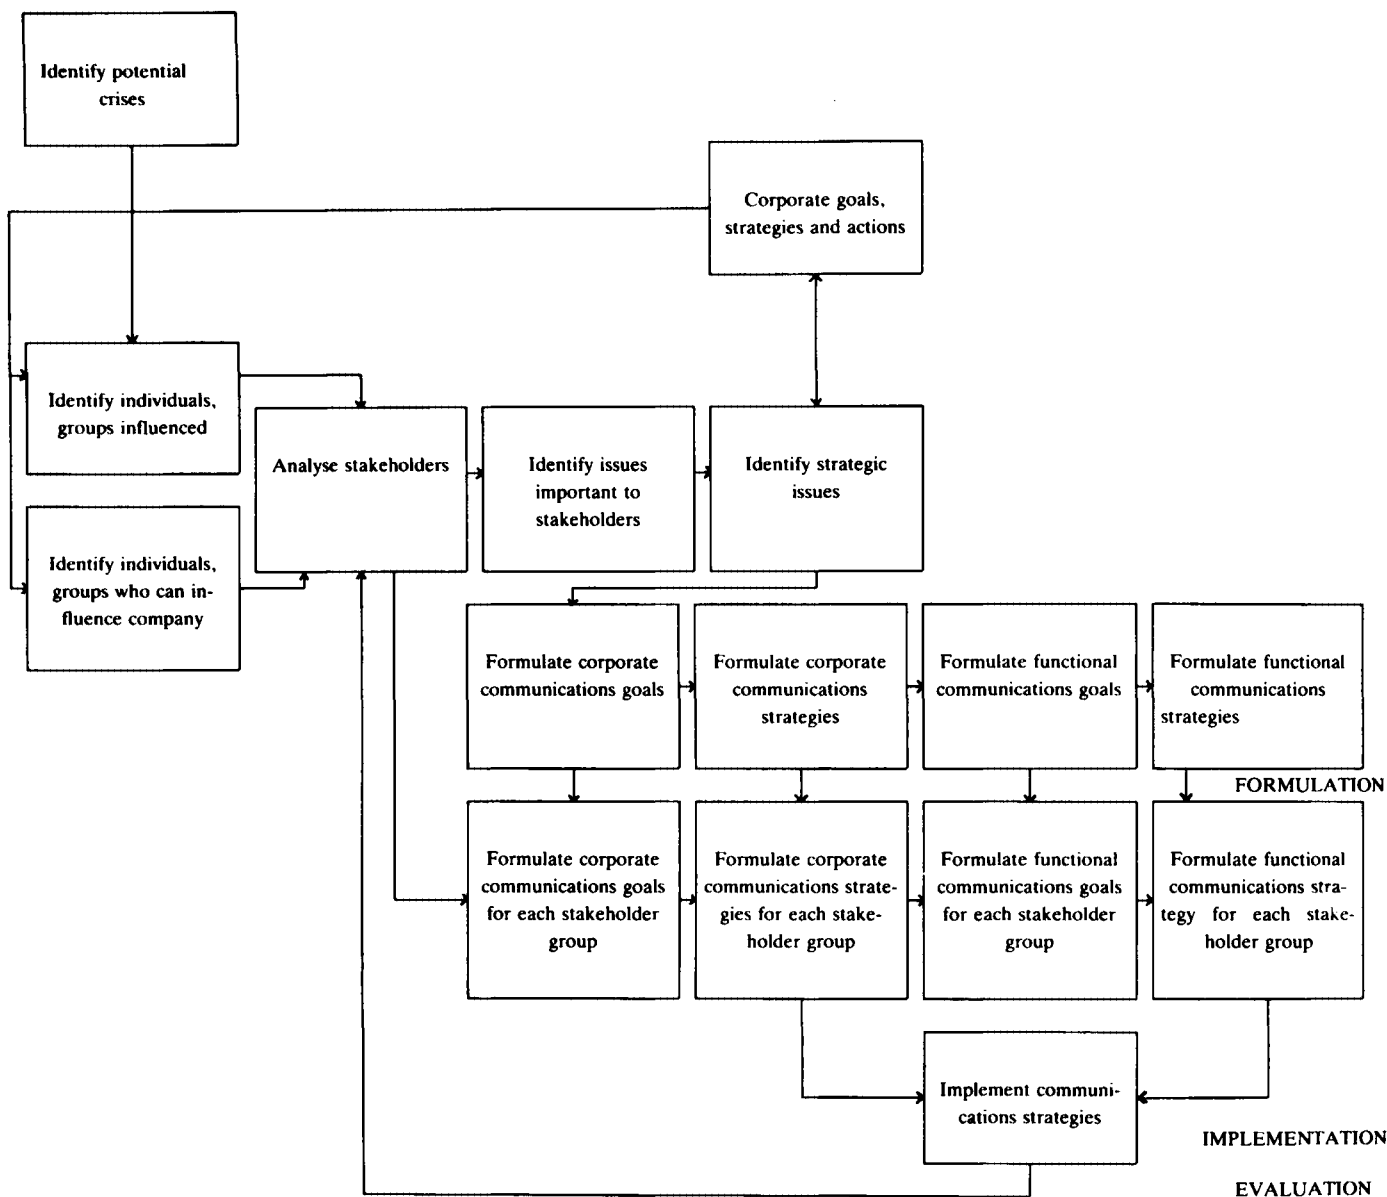 Identify potential
crises
Corporate goals,
strategies and actions
Identify individuals,
groups influenced
Analyse stakeholders
Identify issues
important to
stakeholders
Identify strategic
issues
Identify individuals,
groups who can in-
fluence company
Formulate corporate
communications goals
Formulate corporate
communications
strategies
Formulate functional
communications goals
Formulate functional
communications
strategies
FORMULATION
Formulate corporate
communications goals
for each stakeholder
group
Formulate corporate
communications strate-
gies for each stake-
holder group
Formulate functional
communications goals
for each stakeholder
group
Formulate functional
communications stra-
tegy for each stake-
holder group
Implement communi-
cations strategies
IMPLEMENTATION
EVALUATION